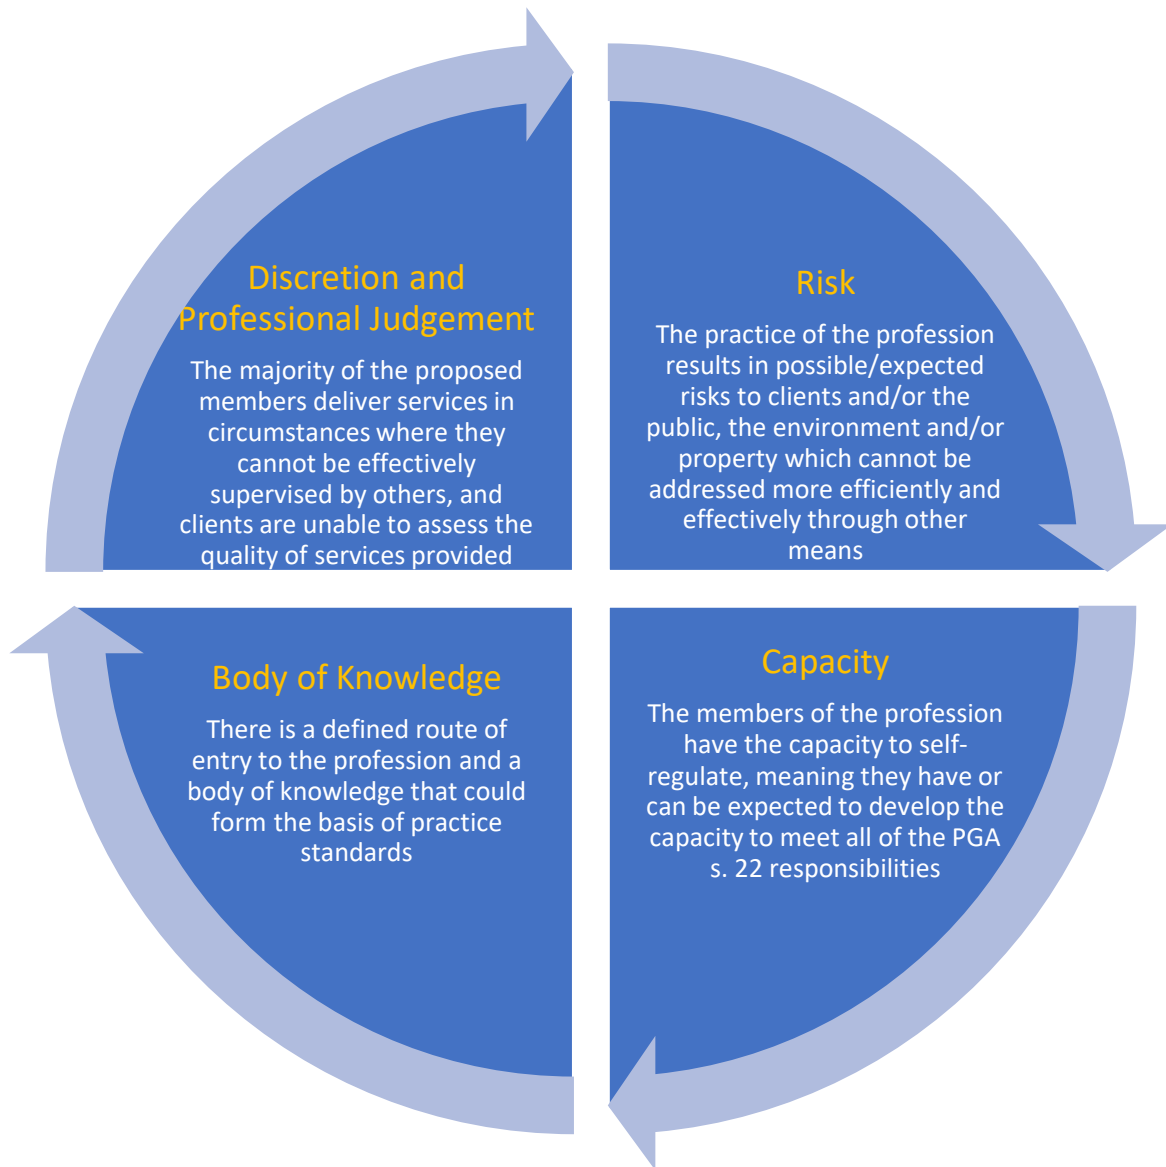 Discretion and
Professional Judgement
The majority of the proposed
members deliver services in
circumstances where they
cannot be effectively
supervised by others, and
clients are unable to assess the
quality of services provided
Risk
The practice of the profession
results in possible/expected
risks to clients and/or the
public, the environment and/or
property which cannot be
addressed more efficiently and
effectively through other
means
Body of Knowledge
There is a defined route of
entry to the profession and a
body of knowledge that could
form the basis of practice
standards
Capacity
The members of the profession
have the capacity to self-
regulate, meaning they have or
can be expected to develop the
capacity to meet all of the PGA
s. 22 responsibilities